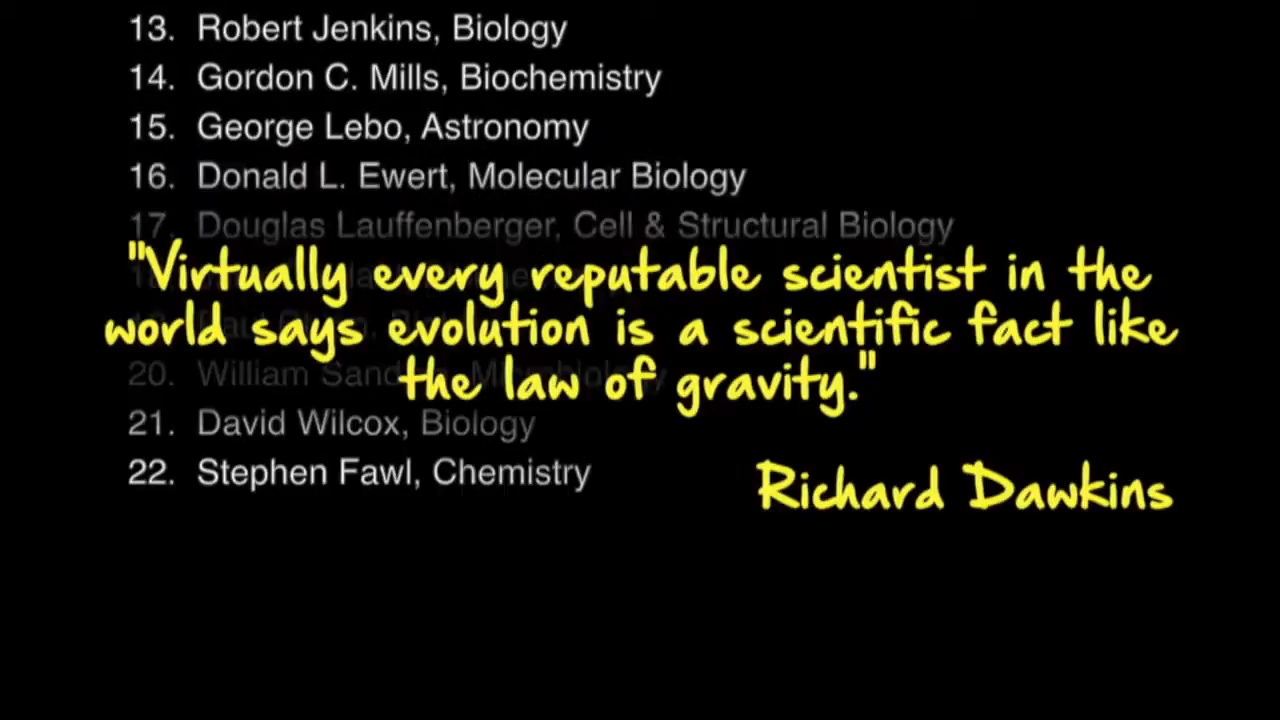 13. Robert Jenkins, Biology
14. Gordon C. Mills, Biochemistry
15. George Lebo, Astronomy
16. Donald L. Ewert, Molecular Biology
17. Douglas Lauffenberger, Cell & Structural Biology
"Virtually every reputable scientist in the
world says evolution is a scientific fact like
the law of gravity."
20. William
21. David Wilcox, Biology
22. Stephen Fawl, Chemistry
Richard Dawkins